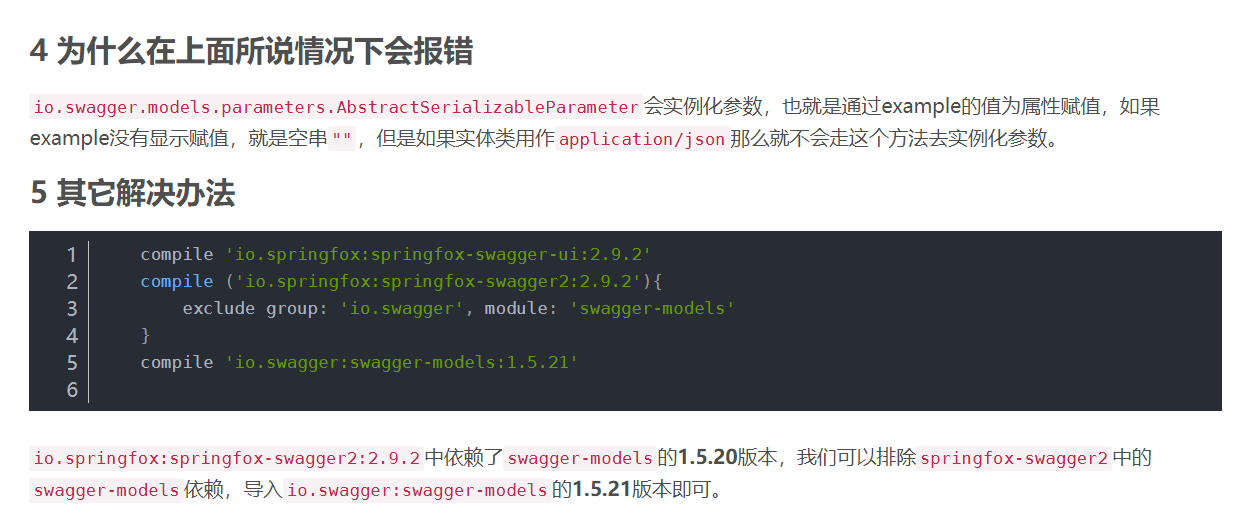 4 为什么在上面所说情况下会报错
io.swagger.models.parameters.AbstractSerializableParameter会实例化参数，也就是通过example的值为属性赋值，如果
example没有显示赋值，就是空串""，但是如果实体类用作application/json那么就不会走这个方法去实例化参数。
5 其它解决办法
1 compile 'io.springfox:springfox-swagger-ui:2.9.2'
2 compile ('io.springfox:springfox-swagger2:2.9.2'){
3 exclude group: 'io.swagger', module: 'swagger-models'
4 }
5 compile 'io.swagger:swagger-models:1.5.21'
6
io.springfox:springfox-swagger2:2.9.2中依赖了swagger-models的1.5.20版本，我们可以排除springfox-swagger2中的
swagger-models依赖，导入io.swagger:swagger-models的1.5.21版本即可。